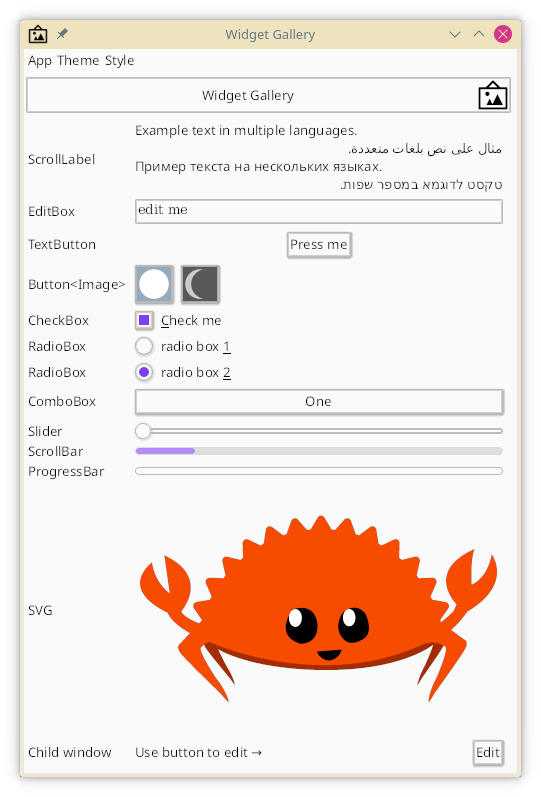 Widget Gallery
App Theme Style
Widget Gallery
ScrollLabel
Example text in multiple languages.
مثال على نص بلغات متعددة.
Пример текста на нескольких языках.
טקסט לדוגמא במספר שפות.
EditBox
edit me
TextButton
Press me
Button<Image>
CheckBox
Check me
RadioBox
radio box 1
RadioBox
radio box 2
ComboBox
One
Slider
ScrollBar
ProgressBar
SVG
Child window
Use button to edit →
Edit